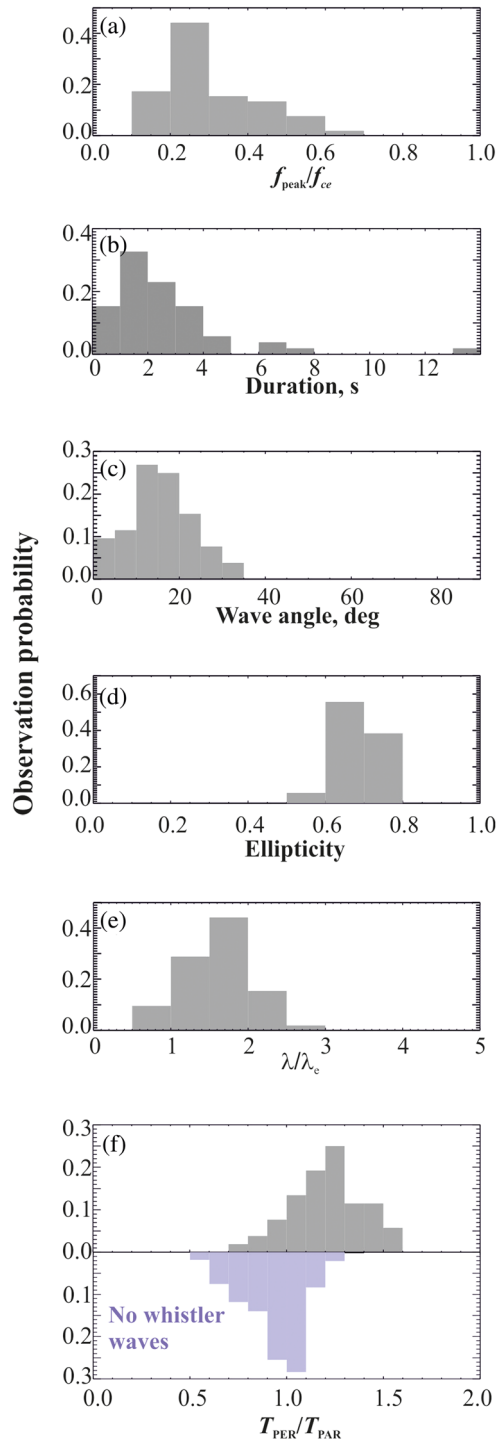 (a)
0.4
0.2
0.0
0.0 0.2 0.4 0.6 0.8 1.0
fpeak/fce
(b)
0.4
0.2
0.0
0 2 4 6 8 10 12
Duration, s
(c)
0.3
0.2
0.1
0.0
0 20 40 60 80
Wave angle, deg
Observation probability
(d)
0.6
0.4
0.2
0.0
0.0 0.2 0.4 0.6 0.8 1.0
Ellipticity
(e)
0.4
0.2
0.0
0 1 2 3 4 5
λ/λe
(f)
0.3
0.2
0.1
0.0
0.1
0.2
0.3
No whistler
waves
0.0 0.5 1.0 1.5 2.0
TPER/TPAR